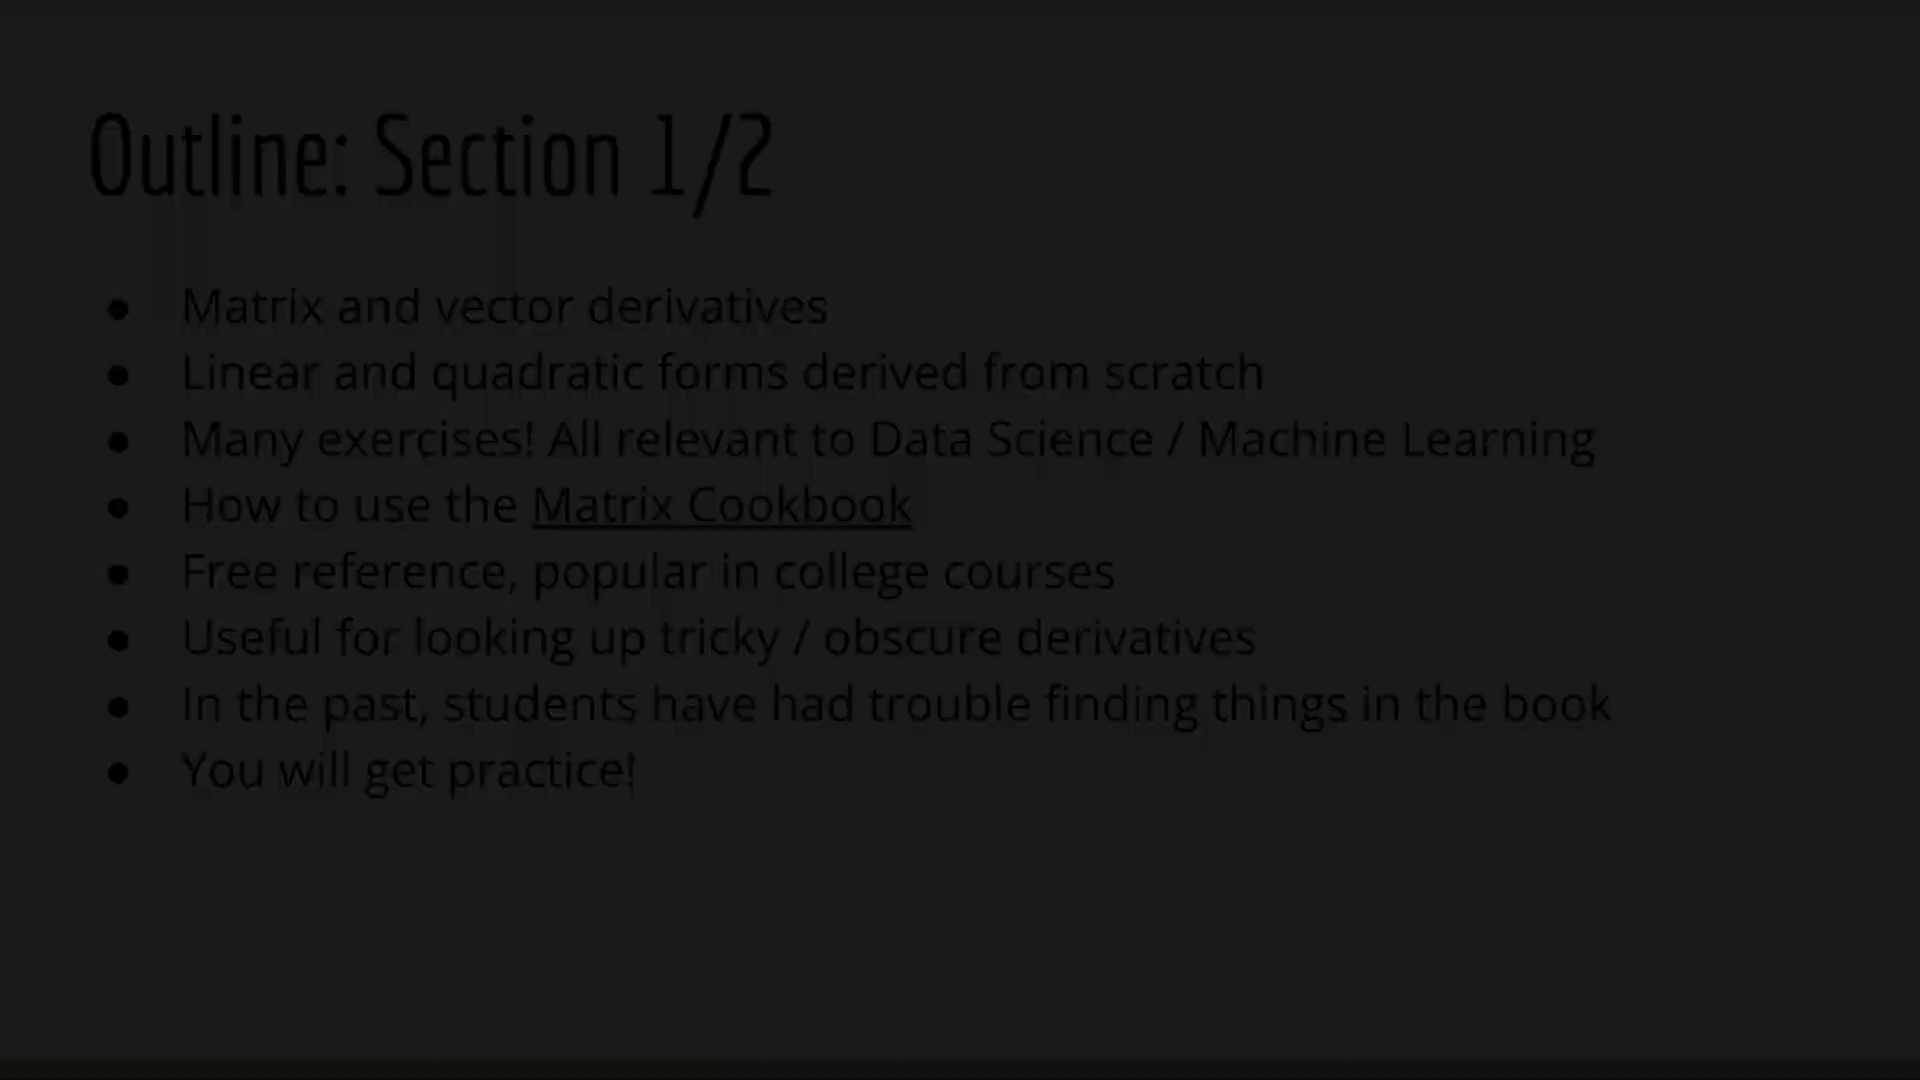 Outline: Section 1/2
● Matrix and vector derivatives
● Linear and quadratic forms derived from scratch
● Many exercises! All relevant to Data Science / Machine Learning
● How to use the Matrix Cookbook
● Free reference, popular in college courses
● Useful for looking up tricky / obscure derivatives
● In the past, students have had trouble finding things in the book
● You will get practice!